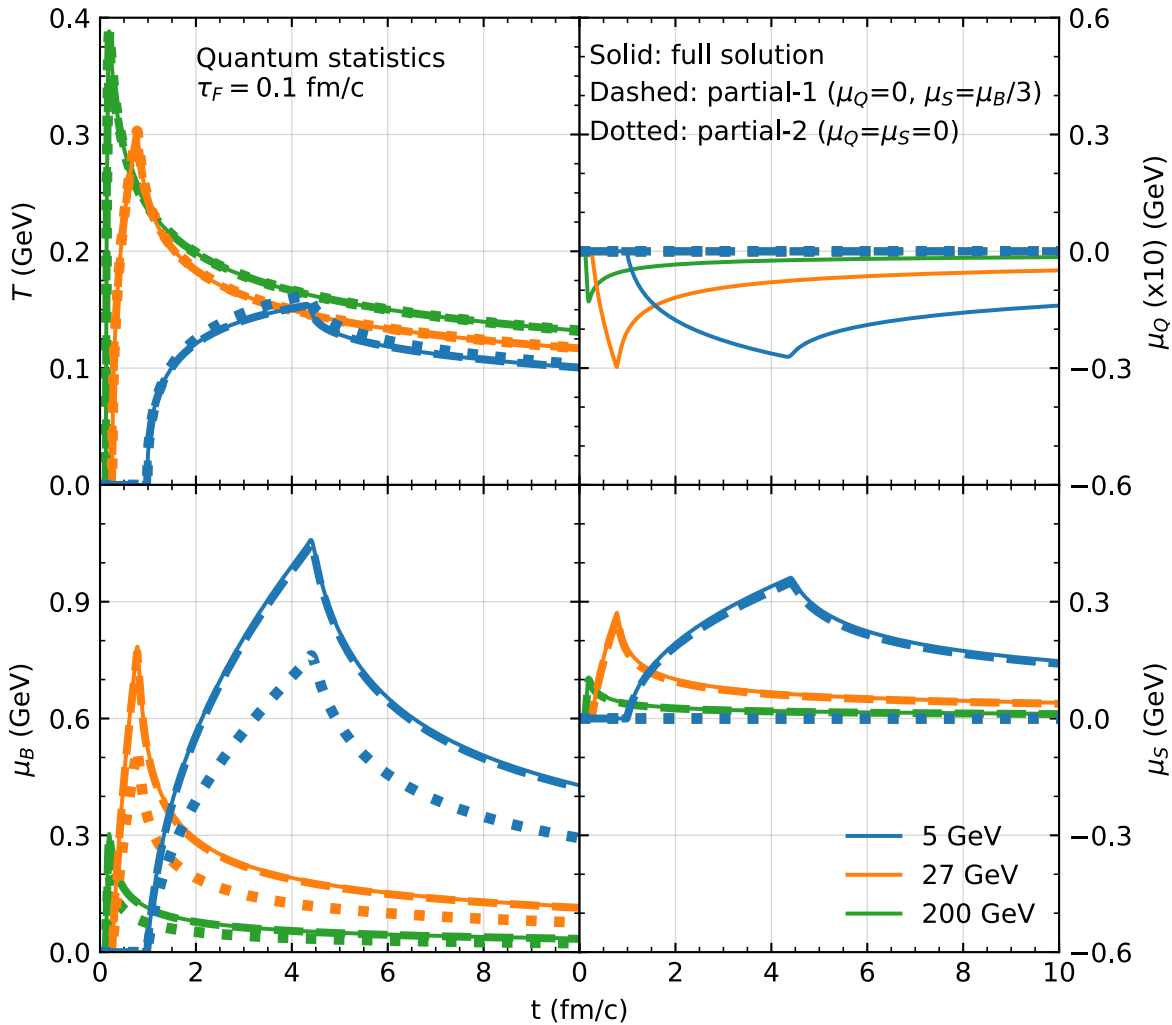 0.4
0.3
0.2
0.1
0.0
T (GeV)
Quantum statistics
τ_F = 0.1 fm/c
Solid: full solution
Dashed: partial-1 (μ_Q=0, μ_S=μ_B/3)
Dotted: partial-2 (μ_Q=μ_S=0)
0.6
0.3
0.0
−0.3
−0.6
μ_Q (x10) (GeV)
0.9
0.6
0.3
0.0
μ_B (GeV)
0.3
0.0
−0.3
−0.6
μ_S (GeV)
5 GeV
27 GeV
200 GeV
0 2 4 6 8 0 2 4 6 8 10
t (fm/c)